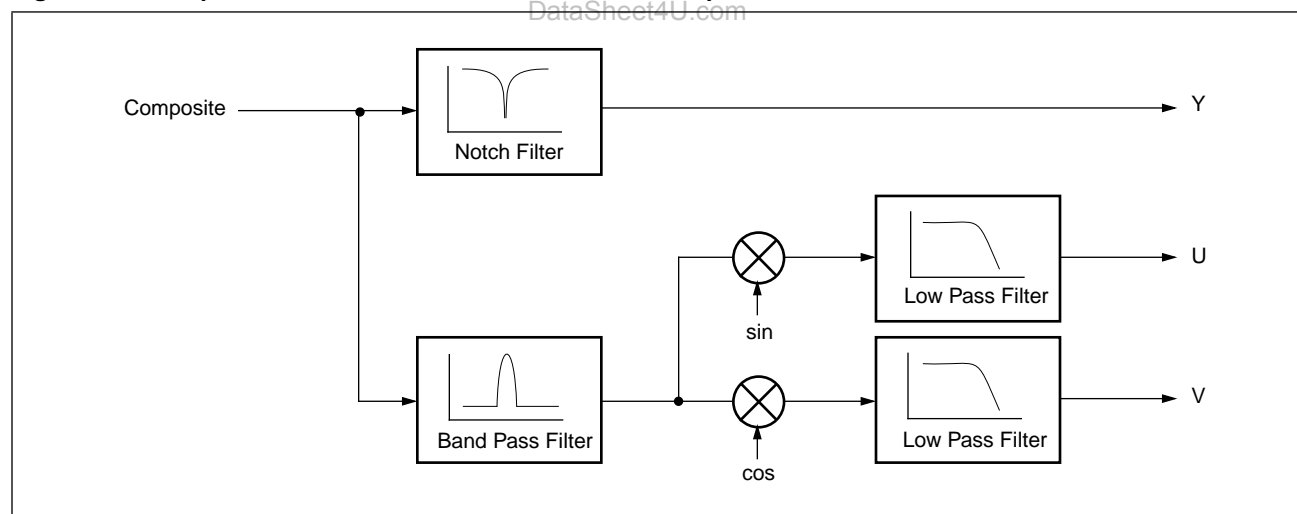 DataSheet4U.com
Composite
Notch Filter
Y
Low Pass Filter
U
sin
Band Pass Filter
Low Pass Filter
V
cos